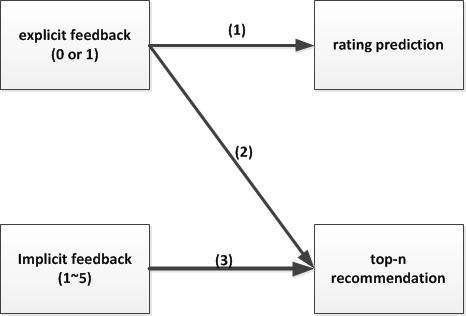 explicit feedback
(0 or 1)
(1)
rating prediction
(2)
Implicit feedback
(1~5)
(3)
top-n
recommendation